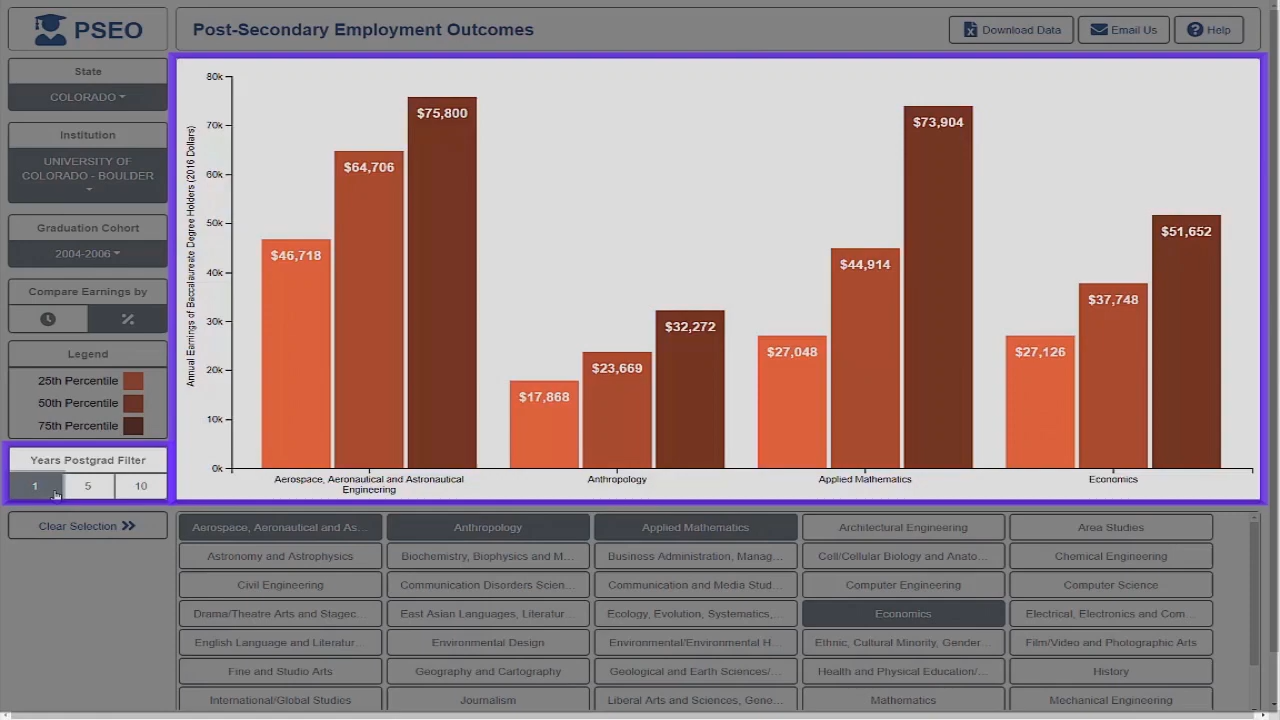 PSEO
Post-Secondary Employment Outcomes
Download Data
Email Us
Help
State
COLORADO
Institution
UNIVERSITY OF
COLORADO - BOULDER
Graduation Cohort
2004-2006
Compare Earnings by
Legend
25th Percentile
50th Percentile
75th Percentile
Years Postgrad Filter
1 5 10
Clear Selection
Annual Earnings of Baccalaureate Degree Holders (2016 Dollars)
80k
70k
60k
50k
40k
30k
20k
10k
0k
$46,718
$64,706
$75,800
$17,868
$23,669
$32,272
$27,048
$44,914
$73,904
$27,126
$37,748
$51,652
Aerospace, Aeronautical and Astronautical
Engineering
Anthropology
Applied Mathematics
Economics
Aerospace, Aeronautical and As... Anthropology Applied Mathematics Architectural Engineering Area Studies
Astronomy and Astrophysics Biochemistry, Biophysics and M... Business Administration, Manag... Cell/Cellular Biology and Anato... Chemical Engineering
Civil Engineering Communication Disorders Scien... Communication and Media Stud... Computer Engineering Computer Science
Drama/Theatre Arts and Stagec... East Asian Languages, Literatur... Ecology, Evolution, Systematics,... Economics Electrical, Electronics and Com...
English Language and Literatur... Environmental Design Environmental/Environmental H... Ethnic, Cultural Minority, Gender... Film/Video and Photographic Arts
Fine and Studio Arts Geography and Cartography Geological and Earth Sciences/... Health and Physical Education/... History
International/Global Studies Journalism Liberal Arts and Sciences, Gene... Mathematics Mechanical Engineering